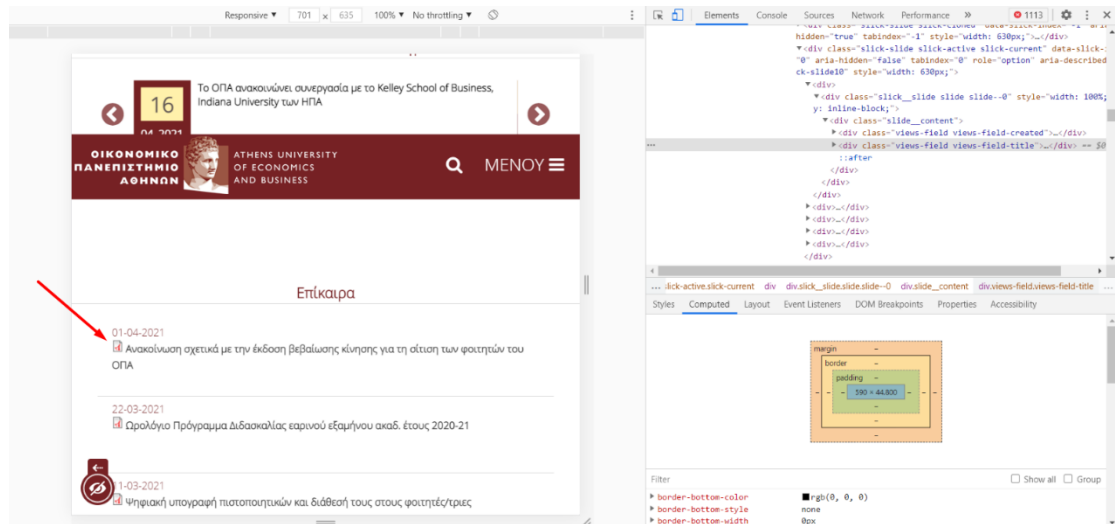 Responsive ▼ 701 x 635 100% ▼ No throttling ▼
Elements Console Sources Network Performance » 1113
16
04-2021
Το ΟΠΑ ανακοινώνει συνεργασία με το Kelley School of Business,
Indiana University των ΗΠΑ
ΟΙΚΟΝΟΜΙΚΟ
ΠΑΝΕΠΙΣΤΗΜΙΟ
ΑΘΗΝΩΝ
ATHENS UNIVERSITY
OF ECONOMICS
AND BUSINESS
ΜΕΝΟΥ
Επίκαιρα
01-04-2021
Ανακοίνωση σχετικά με την έκδοση βεβαίωσης κίνησης για τη σίτιση των φοιτητών του
ΟΠΑ
22-03-2021
Ωρολόγιο Πρόγραμμα Διδασκαλίας εαρινού εξαμήνου ακαδ. έτους 2020-21
11-03-2021
Ψηφιακή υπογραφή πιστοποιητικών και διάθεσή τους στους φοιτητές/τριες
hidden="true" tabindex="-1" style="width: 630px;">…</div>
▼<div class="slick-slide slick-active slick-current" data-slick-
"0" aria-hidden="false" tabindex="0" role="option" aria-described
ck-slide10" style="width: 630px;">
▼<div>
▼<div class="slick__slide slide slide--0" style="width: 100%;
y: inline-block;">
▼<div class="slide__content">
▶<div class="views-field views-field-created">…</div>
... ▶<div class="views-field views-field-title">…</div> == $0
::after
</div>
</div>
</div>
▶<div>…</div>
▶<div>…</div>
▶<div>…</div>
▶<div>…</div>
</div>
... slick-active.slick-current div div.slick__slide.slide.slide--0 div.slide__content div.views-field.views-field-title ...
Styles Computed Layout Event Listeners DOM Breakpoints Properties Accessibility
margin –
border –
padding –
– – – 590 × 44.800 – – –
–
–
–
Filter Show all Group
▶ border-bottom-color rgb(0, 0, 0)
▶ border-bottom-style none
▶ border-bottom-width 0px